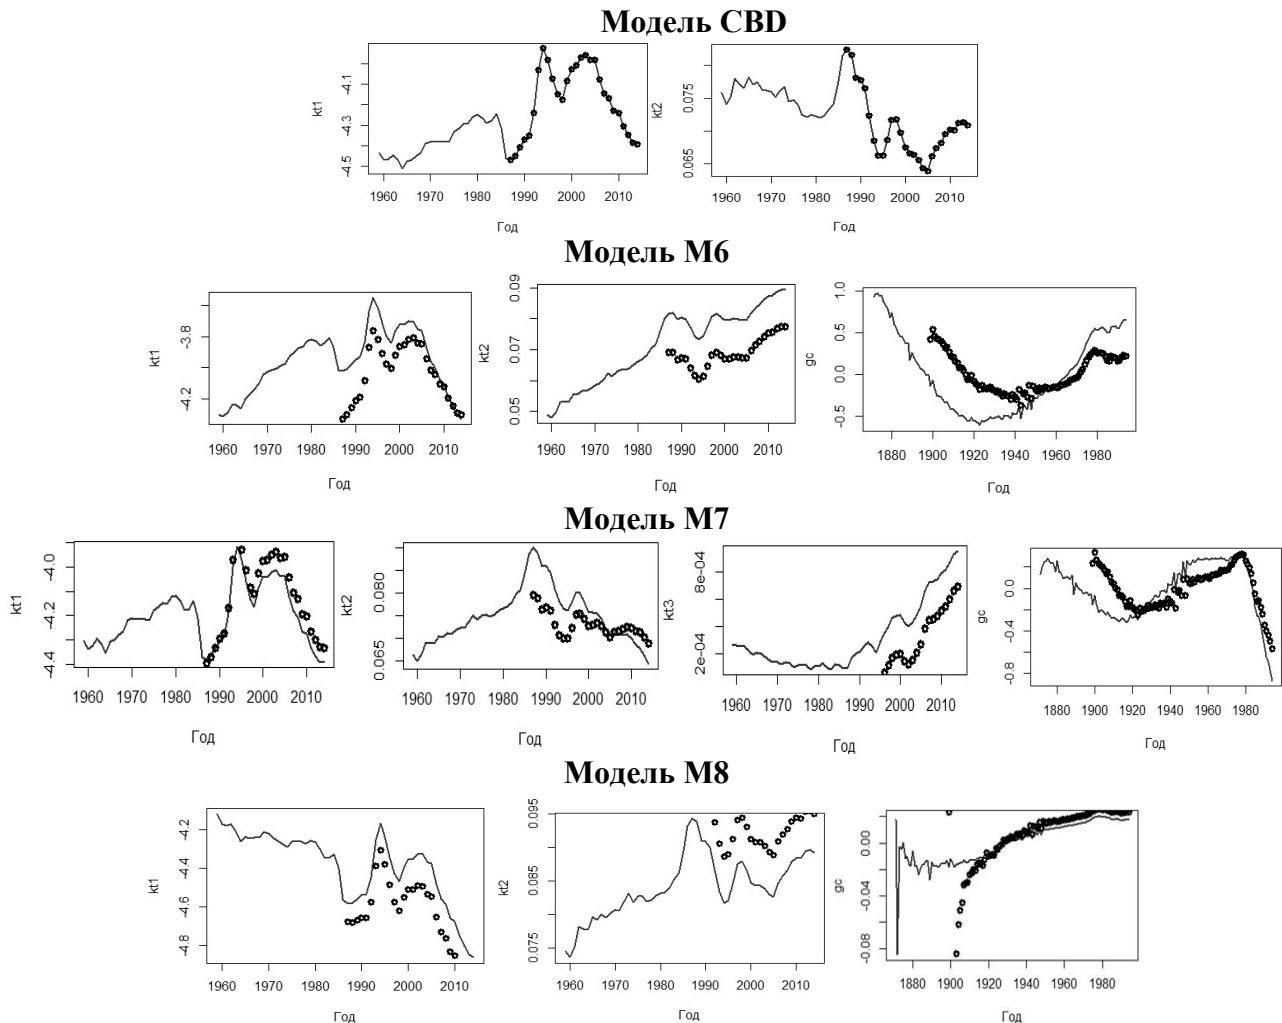 Модель CBD
kt1
-4.1
-4.3
-4.5
1960 1970 1980 1990 2000 2010
Год
kt2
0.075
0.065
1960 1970 1980 1990 2000 2010
Год
Модель M6
kt1
-3.8
-4.2
1960 1970 1980 1990 2000 2010
Год
kt2
0.09
0.07
0.05
1960 1970 1980 1990 2000 2010
Год
gc
1.0
0.5
0.0
-0.5
1880 1900 1920 1940 1960 1980
Год
Модель M7
kt1
-4.0
-4.2
-4.4
1960 1970 1980 1990 2000 2010
Год
kt2
0.080
0.065
1960 1970 1980 1990 2000 2010
Год
kt3
8e-04
2e-04
1960 1970 1980 1990 2000 2010
Год
gc
0.0
-0.4
-0.8
1880 1900 1920 1940 1960 1980
Год
Модель M8
kt1
4.2
-4.4
-4.6
-4.8
1960 1970 1980 1990 2000 2010
Год
kt2
0.095
0.085
0.075
1960 1970 1980 1990 2000 2010
Год
gc
0.00
-0.04
-0.08
1880 1900 1920 1940 1960 1980
Год